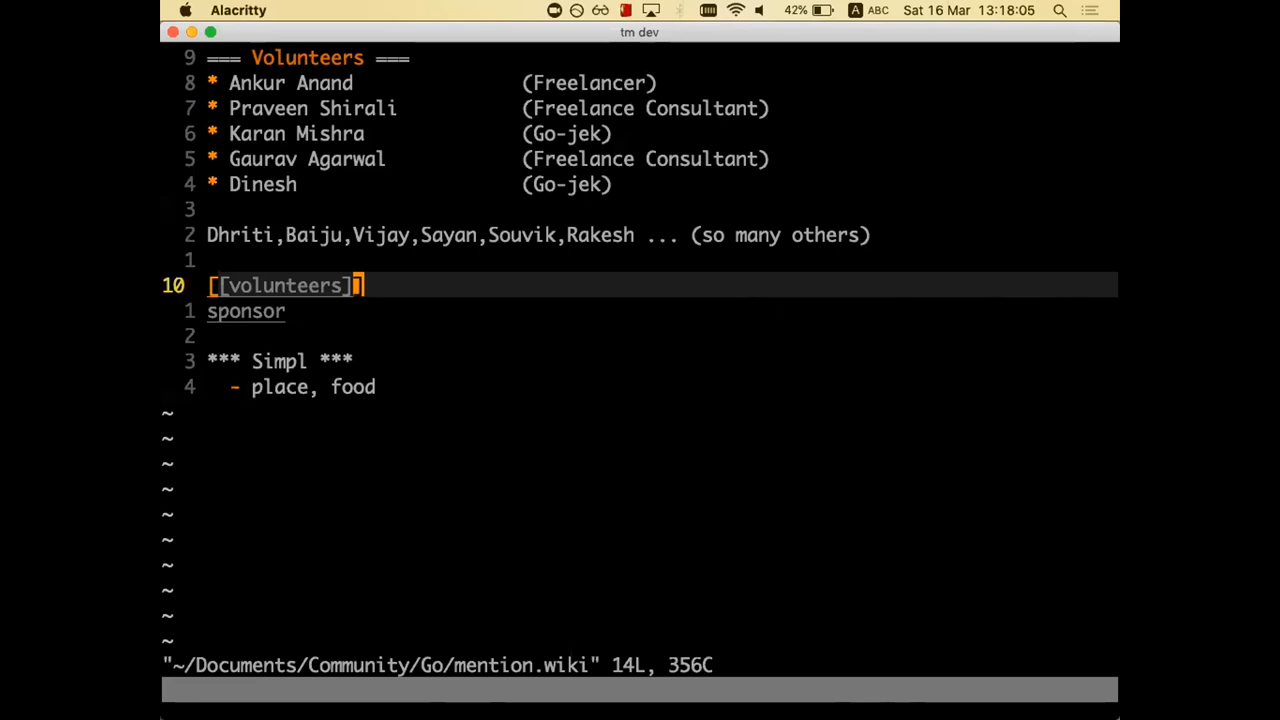 Alacritty 42% A ABC Sat 16 Mar 13:18:05
tm dev
9 === Volunteers ===
8 * Ankur Anand (Freelancer)
7 * Praveen Shirali (Freelance Consultant)
6 * Karan Mishra (Go-jek)
5 * Gaurav Agarwal (Freelance Consultant)
4 * Dinesh (Go-jek)
3
2 Dhriti,Baiju,Vijay,Sayan,Souvik,Rakesh ... (so many others)
1
10 [[volunteers]]
1 sponsor
2
3 *** Simpl ***
4 - place, food
~
~
~
~
~
~
~
~
~
~
"~/Documents/Community/Go/mention.wiki" 14L, 356C